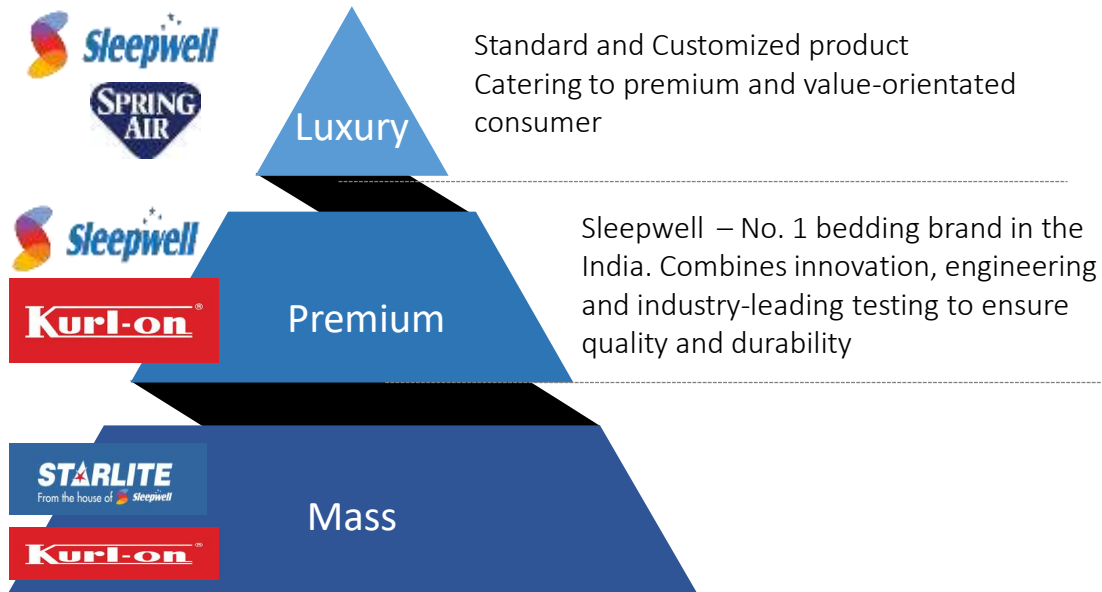 Sleepwell
SPRING
AIR
Luxury
Standard and Customized product
Catering to premium and value-orientated
consumer
Sleepwell
Kurl-on®
Premium
Sleepwell – No. 1 bedding brand in the
India. Combines innovation, engineering
and industry-leading testing to ensure
quality and durability
STARLITE
From the house of Sleepwell
Kurl-on®
Mass